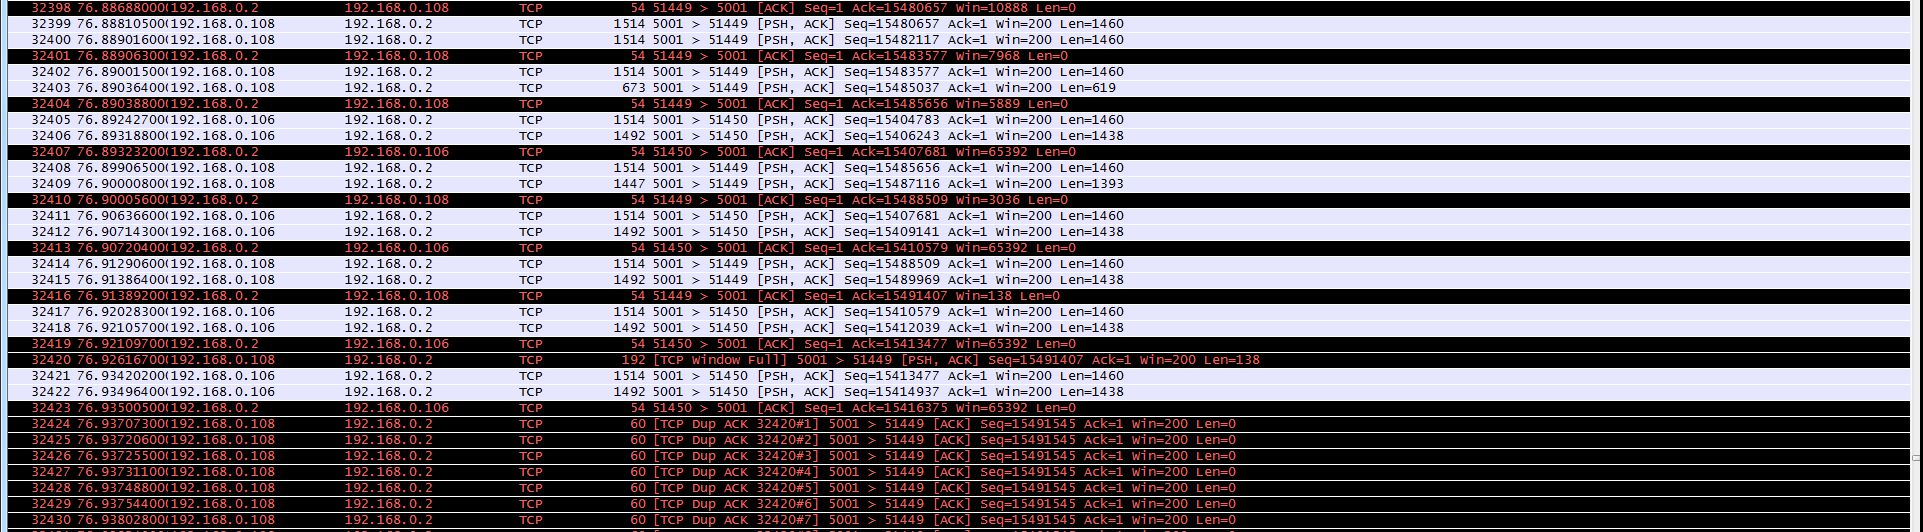 32398 76.886880000 192.168.0.2 192.168.0.108 TCP 54 51449 > 5001 [ACK] Seq=1 Ack=15480657 Win=10888 Len=0
32399 76.888105000 192.168.0.108 192.168.0.2 TCP 1514 5001 > 51449 [PSH, ACK] Seq=15480657 Ack=1 Win=200 Len=1460
32400 76.889016000 192.168.0.108 192.168.0.2 TCP 1514 5001 > 51449 [PSH, ACK] Seq=15482117 Ack=1 Win=200 Len=1460
32401 76.889063000 192.168.0.2 192.168.0.108 TCP 54 51449 > 5001 [ACK] Seq=1 Ack=15483577 Win=7968 Len=0
32402 76.890015000 192.168.0.108 192.168.0.2 TCP 1514 5001 > 51449 [PSH, ACK] Seq=15483577 Ack=1 Win=200 Len=1460
32403 76.890364000 192.168.0.108 192.168.0.2 TCP 673 5001 > 51449 [PSH, ACK] Seq=15485037 Ack=1 Win=200 Len=619
32404 76.890388000 192.168.0.2 192.168.0.108 TCP 54 51449 > 5001 [ACK] Seq=1 Ack=15485656 Win=5889 Len=0
32405 76.892427000 192.168.0.106 192.168.0.2 TCP 1514 5001 > 51450 [PSH, ACK] Seq=15404783 Ack=1 Win=200 Len=1460
32406 76.893188000 192.168.0.106 192.168.0.2 TCP 1492 5001 > 51450 [PSH, ACK] Seq=15406243 Ack=1 Win=200 Len=1438
32407 76.893232000 192.168.0.2 192.168.0.106 TCP 54 51450 > 5001 [ACK] Seq=1 Ack=15407681 Win=65392 Len=0
32408 76.899065000 192.168.0.108 192.168.0.2 TCP 1514 5001 > 51449 [PSH, ACK] Seq=15485656 Ack=1 Win=200 Len=1460
32409 76.900008000 192.168.0.108 192.168.0.2 TCP 1447 5001 > 51449 [PSH, ACK] Seq=15487116 Ack=1 Win=200 Len=1393
32410 76.900056000 192.168.0.2 192.168.0.108 TCP 54 51449 > 5001 [ACK] Seq=1 Ack=15488509 Win=3036 Len=0
32411 76.906366000 192.168.0.106 192.168.0.2 TCP 1514 5001 > 51450 [PSH, ACK] Seq=15407681 Ack=1 Win=200 Len=1460
32412 76.907143000 192.168.0.106 192.168.0.2 TCP 1492 5001 > 51450 [PSH, ACK] Seq=15409141 Ack=1 Win=200 Len=1438
32413 76.907204000 192.168.0.2 192.168.0.106 TCP 54 51450 > 5001 [ACK] Seq=1 Ack=15410579 Win=65392 Len=0
32414 76.912906000 192.168.0.108 192.168.0.2 TCP 1514 5001 > 51449 [PSH, ACK] Seq=15488509 Ack=1 Win=200 Len=1460
32415 76.913864000 192.168.0.108 192.168.0.2 TCP 1492 5001 > 51449 [PSH, ACK] Seq=15489969 Ack=1 Win=200 Len=1438
32416 76.913892000 192.168.0.2 192.168.0.108 TCP 54 51449 > 5001 [ACK] Seq=1 Ack=15491407 Win=138 Len=0
32417 76.920283000 192.168.0.106 192.168.0.2 TCP 1514 5001 > 51450 [PSH, ACK] Seq=15410579 Ack=1 Win=200 Len=1460
32418 76.921057000 192.168.0.106 192.168.0.2 TCP 1492 5001 > 51450 [PSH, ACK] Seq=15412039 Ack=1 Win=200 Len=1438
32419 76.921097000 192.168.0.2 192.168.0.106 TCP 54 51450 > 5001 [ACK] Seq=1 Ack=15413477 Win=65392 Len=0
32420 76.926167000 192.168.0.108 192.168.0.2 TCP 192 [TCP Window Full] 5001 > 51449 [PSH, ACK] Seq=15491407 Ack=1 Win=200 Len=138
32421 76.934202000 192.168.0.106 192.168.0.2 TCP 1514 5001 > 51450 [PSH, ACK] Seq=15413477 Ack=1 Win=200 Len=1460
32422 76.934964000 192.168.0.106 192.168.0.2 TCP 1492 5001 > 51450 [PSH, ACK] Seq=15414937 Ack=1 Win=200 Len=1438
32423 76.935005000 192.168.0.2 192.168.0.106 TCP 54 51450 > 5001 [ACK] Seq=1 Ack=15416375 Win=65392 Len=0
32424 76.937073000 192.168.0.108 192.168.0.2 TCP 60 [TCP Dup ACK 32420#1] 5001 > 51449 [ACK] Seq=15491545 Ack=1 Win=200 Len=0
32425 76.937206000 192.168.0.108 192.168.0.2 TCP 60 [TCP Dup ACK 32420#2] 5001 > 51449 [ACK] Seq=15491545 Ack=1 Win=200 Len=0
32426 76.937255000 192.168.0.108 192.168.0.2 TCP 60 [TCP Dup ACK 32420#3] 5001 > 51449 [ACK] Seq=15491545 Ack=1 Win=200 Len=0
32427 76.937311000 192.168.0.108 192.168.0.2 TCP 60 [TCP Dup ACK 32420#4] 5001 > 51449 [ACK] Seq=15491545 Ack=1 Win=200 Len=0
32428 76.937488000 192.168.0.108 192.168.0.2 TCP 60 [TCP Dup ACK 32420#5] 5001 > 51449 [ACK] Seq=15491545 Ack=1 Win=200 Len=0
32429 76.937544000 192.168.0.108 192.168.0.2 TCP 60 [TCP Dup ACK 32420#6] 5001 > 51449 [ACK] Seq=15491545 Ack=1 Win=200 Len=0
32430 76.938028000 192.168.0.108 192.168.0.2 TCP 60 [TCP Dup ACK 32420#7] 5001 > 51449 [ACK] Seq=15491545 Ack=1 Win=200 Len=0